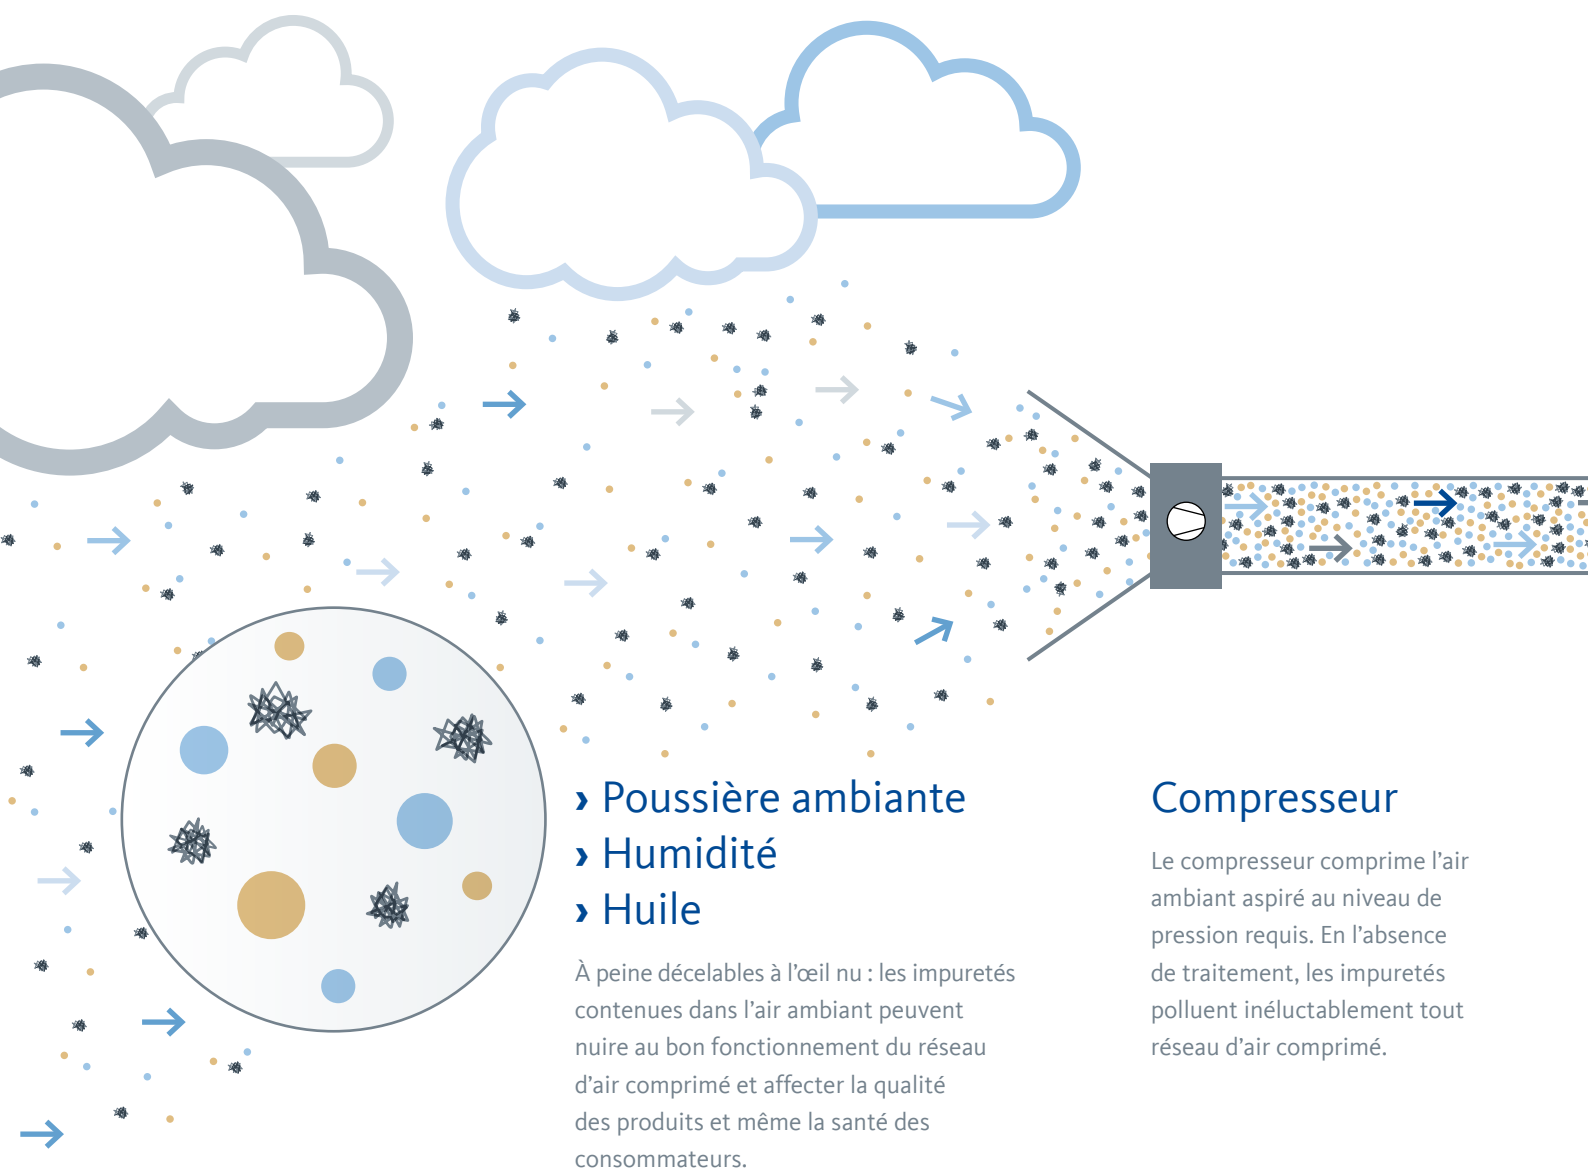 › Poussière ambiante
› Humidité
› Huile
À peine décelables à l’œil nu : les impuretés
contenues dans l’air ambiant peuvent
nuire au bon fonctionnement du réseau
d’air comprimé et affecter la qualité
des produits et même la santé des
consommateurs.
Compresseur
Le compresseur comprime l’air
ambiant aspiré au niveau de
pression requis. En l’absence
de traitement, les impuretés
polluent inéluctablement tout
réseau d’air comprimé.